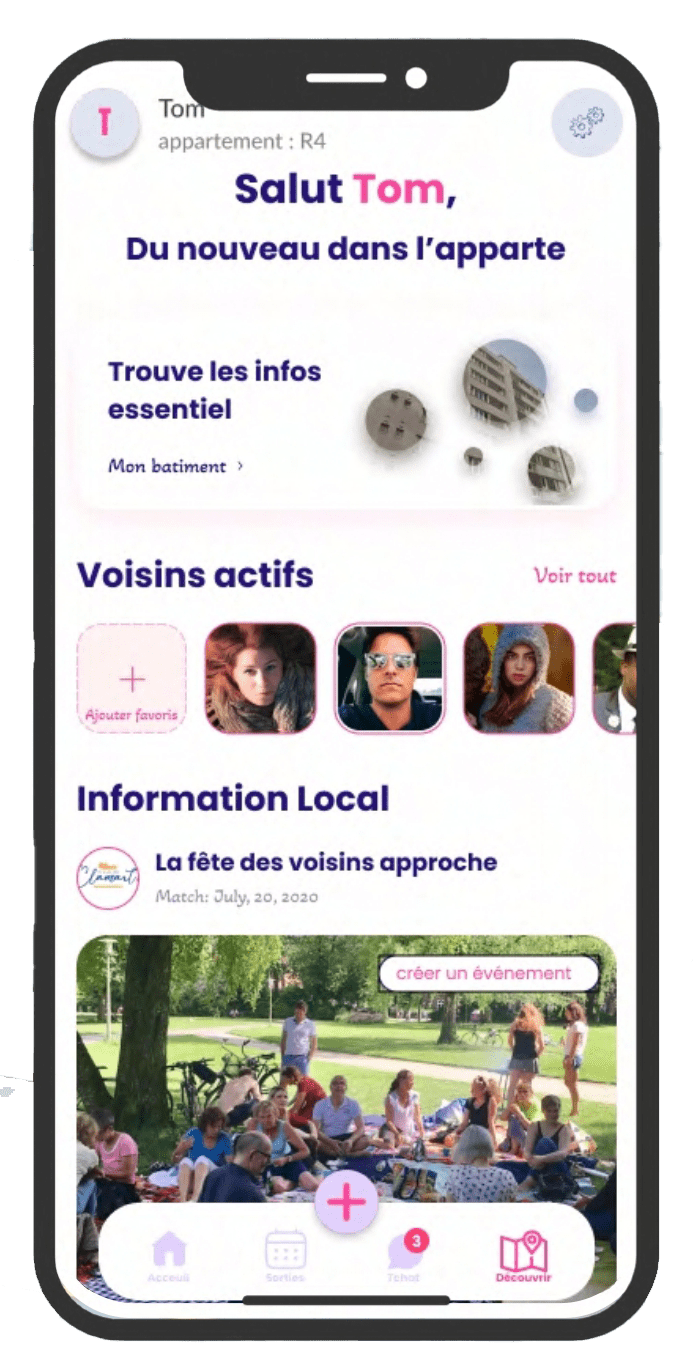 T
Tom
appartement : R4
Salut Tom,
Du nouveau dans l’apparte
Trouve les infos
essentiel
Mon batiment >
Voisins actifs
Voir tout
+
Ajouter favoris
Information Local
Clamart
La fête des voisins approche
Match: July, 20, 2020
créer un événement
+
3
Acceuil
Sorties
Tchat
Découvrir